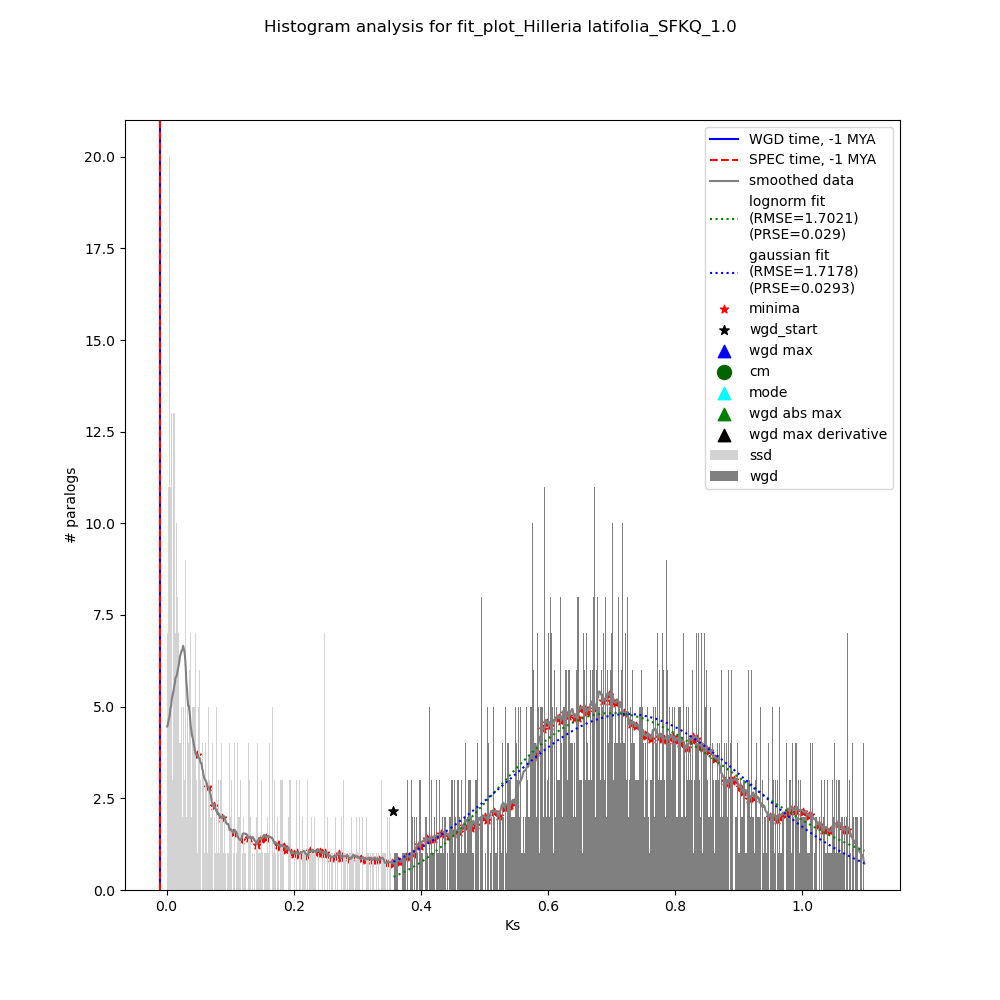 Histogram analysis for fit_plot_Hilleria latifolia_SFKQ_1.0
WGD time, -1 MYA
SPEC time, -1 MYA
smoothed data
lognorm fit
(RMSE=1.7021)
(PRSE=0.029)
gaussian fit
(RMSE=1.7178)
(PRSE=0.0293)
minima
wgd_start
wgd max
cm
mode
wgd abs max
wgd max derivative
ssd
wgd
# paralogs
20.0
17.5
15.0
12.5
10.0
7.5
5.0
2.5
0.0
0.0 0.2 0.4 0.6 0.8 1.0
Ks